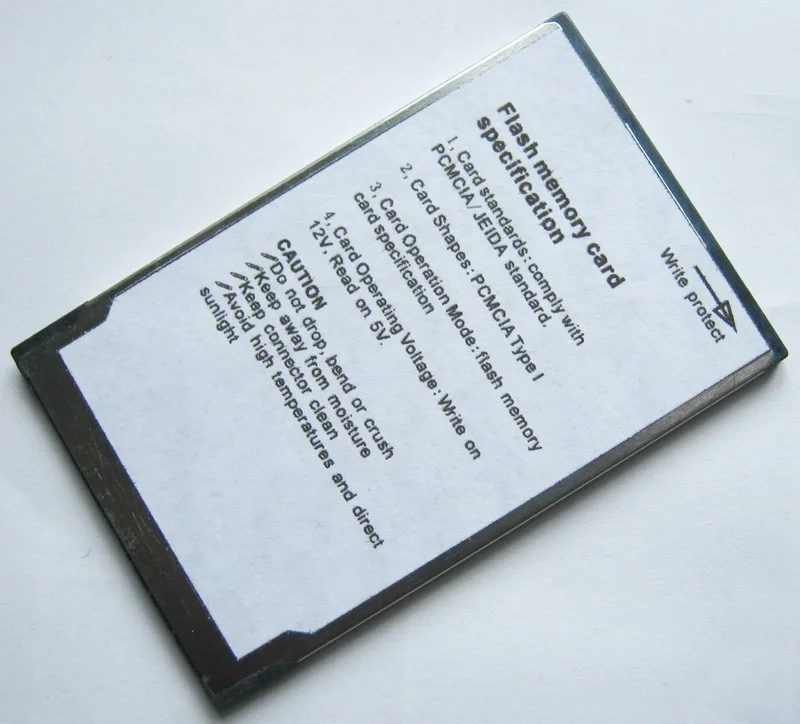 Write protect
Flash memory card
specification
1, Card standards: comply with
PCMCIA/JEIDA standard.
2, Card Shapes: PCMCIA Type I
3, Card Operation Mode: flash memory
card specification
4, Card Operating Voltage: Write on
12V. Read on 5V.
CAUTION
//Do not drop, bend or crush
//Keep away from moisture
//Keep connector clean
//Avoid high temperatures and direct
sunlight